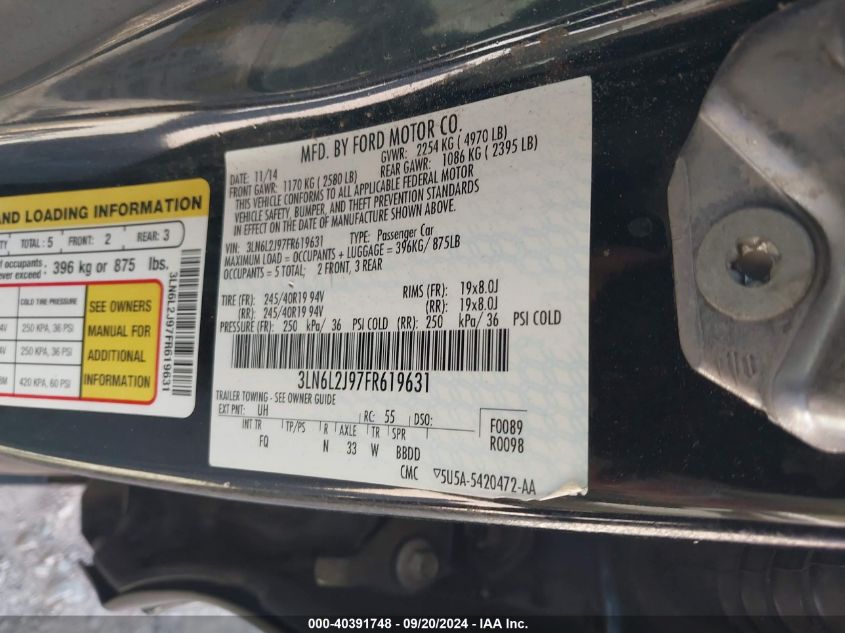 AND LOADING INFORMATION
TOTAL: 5 FRONT: 2 REAR: 3
occupants
ever exceed : 396 kg or 875 lbs.
COLD TIRE PRESSURE
250 KPA, 36 PSI
250 KPA, 36 PSI
420 KPA, 60 PSI
SEE OWNERS
MANUAL FOR
ADDITIONAL
INFORMATION
3LN6L2J97FR619631
MFD. BY FORD MOTOR CO.
DATE: 11/14 GVWR: 2254 KG ( 4970 LB)
FRONT GAWR: 1170 KG ( 2580 LB) REAR GAWR: 1086 KG ( 2395 LB)
THIS VEHICLE CONFORMS TO ALL APPLICABLE FEDERAL MOTOR
VEHICLE SAFETY, BUMPER, AND THEFT PREVENTION STANDARDS
IN EFFECT ON THE DATE OF MANUFACTURE SHOWN ABOVE.
VIN: 3LN6L2J97FR619631 TYPE: Passenger Car
MAXIMUM LOAD = OCCUPANTS + LUGGAGE = 396KG/ 875LB
OCCUPANTS = 5 TOTAL; 2 FRONT, 3 REAR
TIRE (FR): 245/40R19 94V RIMS (FR): 19x8.0J
(RR): 245/40R19 94V (RR): 19x8.0J
PRESSURE (FR): 250 kPa/ 36 PSI COLD (RR): 250 kPa/ 36 PSI COLD
3LN6L2J97FR619631
TRAILER TOWING - SEE OWNER GUIDE
EXT PNT: UH RC: 55 DSO: F0089
INT TR TP/PS R AXLE TR SPR R0098
FQ N 33 W BBDD
CMC ▽5U5A-5420472-AA
000-40391748 - 09/20/2024 - IAA Inc.